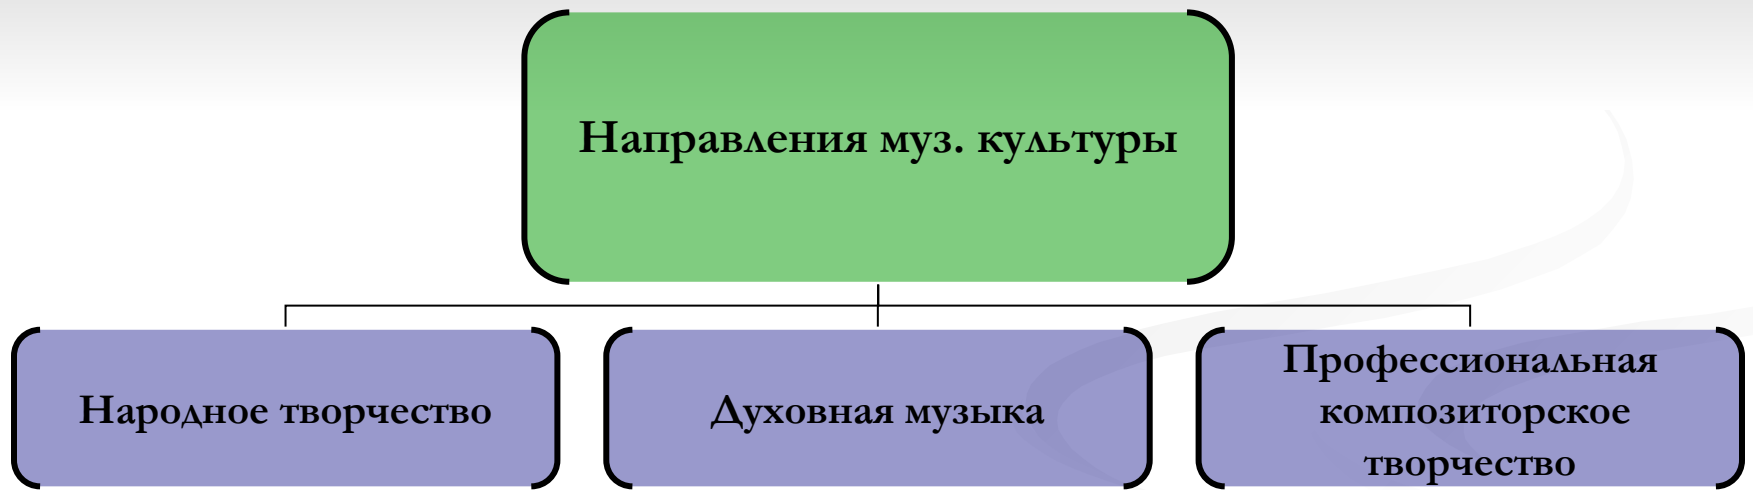 Направления муз. культуры
Народное творчество
Духовная музыка
Профессиональная
композиторское
творчество